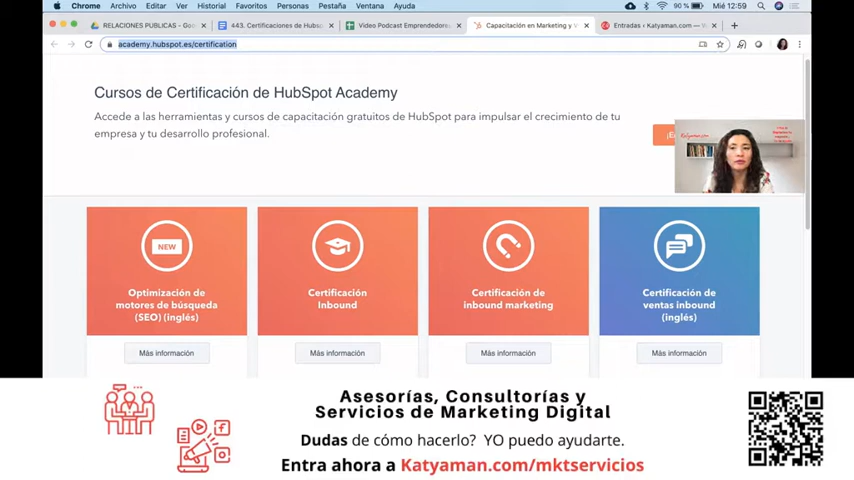 Chrome Archivo Editar Ver Historial Favoritos Personas Pestaña Ventana Ayuda
90 % Mié 12:59
RELACIONES PUBLICAS - Goo
443. Certificaciones de Hubsp
Video Podcast Emprendedore
Capacitación en Marketing y V
Entradas ‹ Katyaman.com —
academy.hubspot.es/certification
Cursos de Certificación de HubSpot Academy
Accede a las herramientas y cursos de capacitación gratuitos de HubSpot para impulsar el crecimiento de tu
empresa y tu desarrollo profesional.
Katyaman.com
NEW
Optimización de
motores de búsqueda
(SEO) (inglés)
Más información
Certificación
Inbound
Más información
Certificación de
inbound marketing
Más información
Certificación de
ventas inbound
(inglés)
Más información
Asesorías, Consultorías y
Servicios de Marketing Digital
Dudas de cómo hacerlo? YO puedo ayudarte.
Entra ahora a Katyaman.com/mktservicios